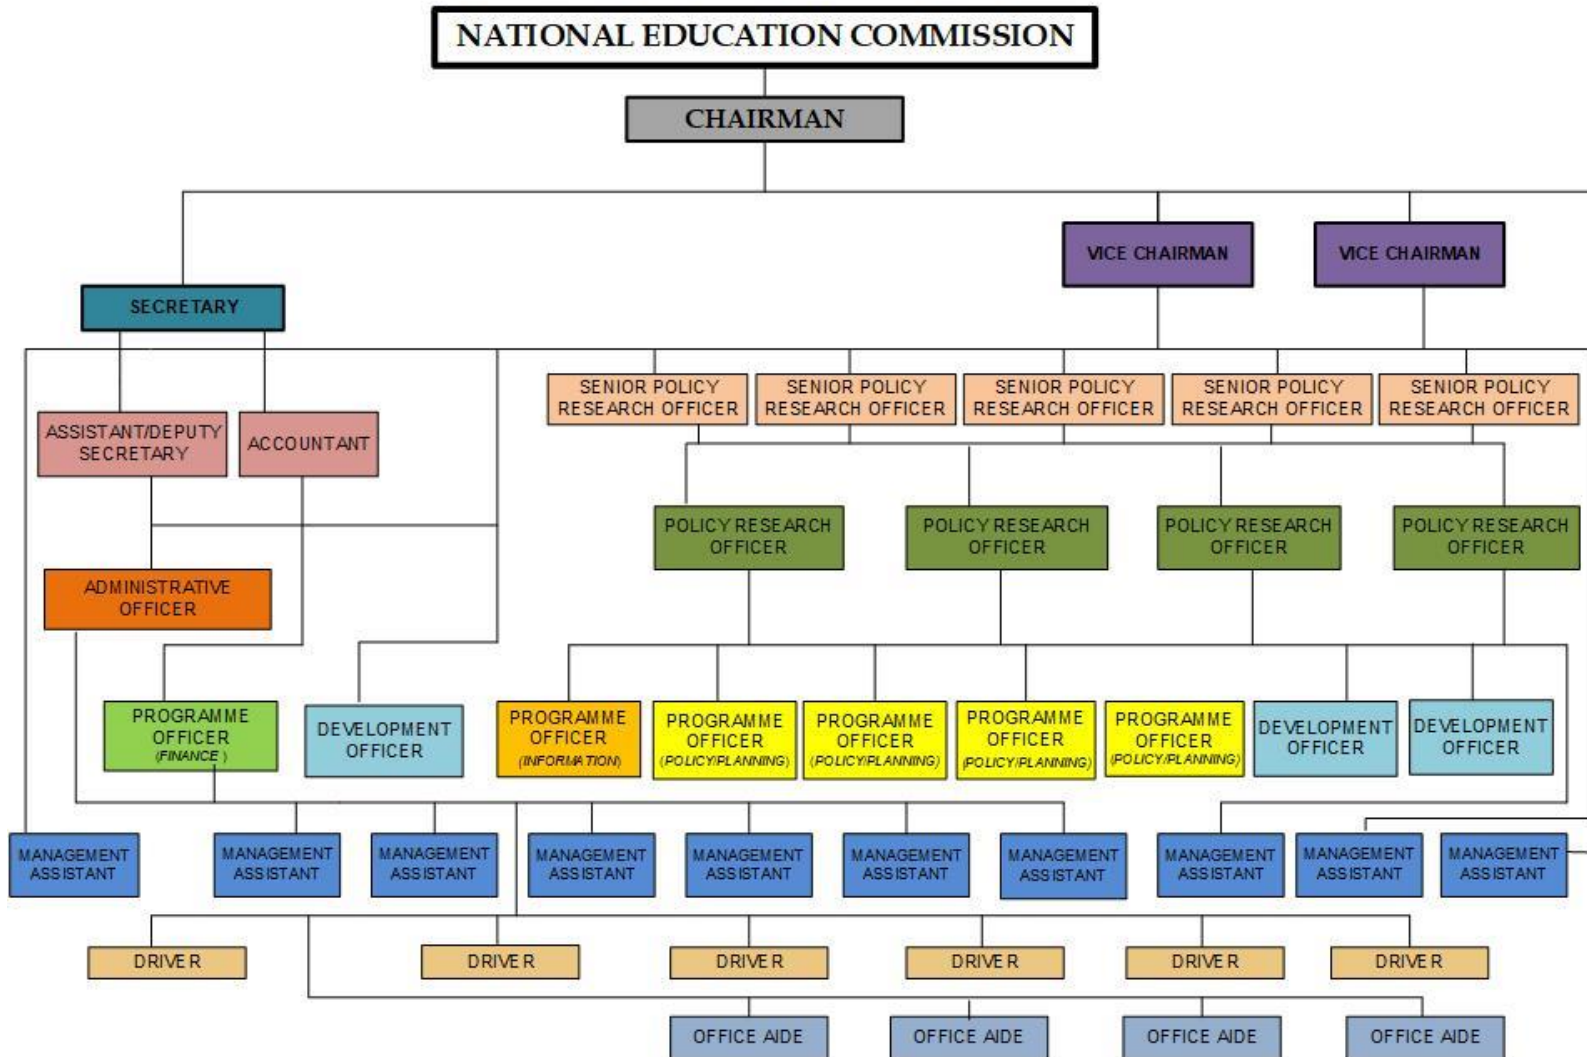 NATIONAL EDUCATION COMMISSION
CHAIRMAN
VICE CHAIRMAN
VICE CHAIRMAN
SECRETARY
SENIOR POLICY
RESEARCH OFFICER
SENIOR POLICY
RESEARCH OFFICER
SENIOR POLICY
RESEARCH OFFICER
SENIOR POLICY
RESEARCH OFFICER
SENIOR POLICY
RESEARCH OFFICER
ASSISTANT/DEPUTY
SECRETARY
ACCOUNTANT
POLICY RESEARCH
OFFICER
POLICY RESEARCH
OFFICER
POLICY RESEARCH
OFFICER
POLICY RESEARCH
OFFICER
ADMINISTRATIVE
OFFICER
PROGRAMME
OFFICER
(FINANCE)
DEVELOPMENT
OFFICER
PROGRAMME
OFFICER
(INFORMATION)
PROGRAMME
OFFICER
(POLICY/PLANNING)
PROGRAMME
OFFICER
(POLICY/PLANNING)
PROGRAMME
OFFICER
(POLICY/PLANNING)
PROGRAMME
OFFICER
(POLICY/PLANNING)
DEVELOPMENT
OFFICER
DEVELOPMENT
OFFICER
MANAGEMENT
ASSISTANT
MANAGEMENT
ASSISTANT
MANAGEMENT
ASSISTANT
MANAGEMENT
ASSISTANT
MANAGEMENT
ASSISTANT
MANAGEMENT
ASSISTANT
MANAGEMENT
ASSISTANT
MANAGEMENT
ASSISTANT
MANAGEMENT
ASSISTANT
MANAGEMENT
ASSISTANT
DRIVER
DRIVER
DRIVER
DRIVER
DRIVER
DRIVER
OFFICE AIDE
OFFICE AIDE
OFFICE AIDE
OFFICE AIDE